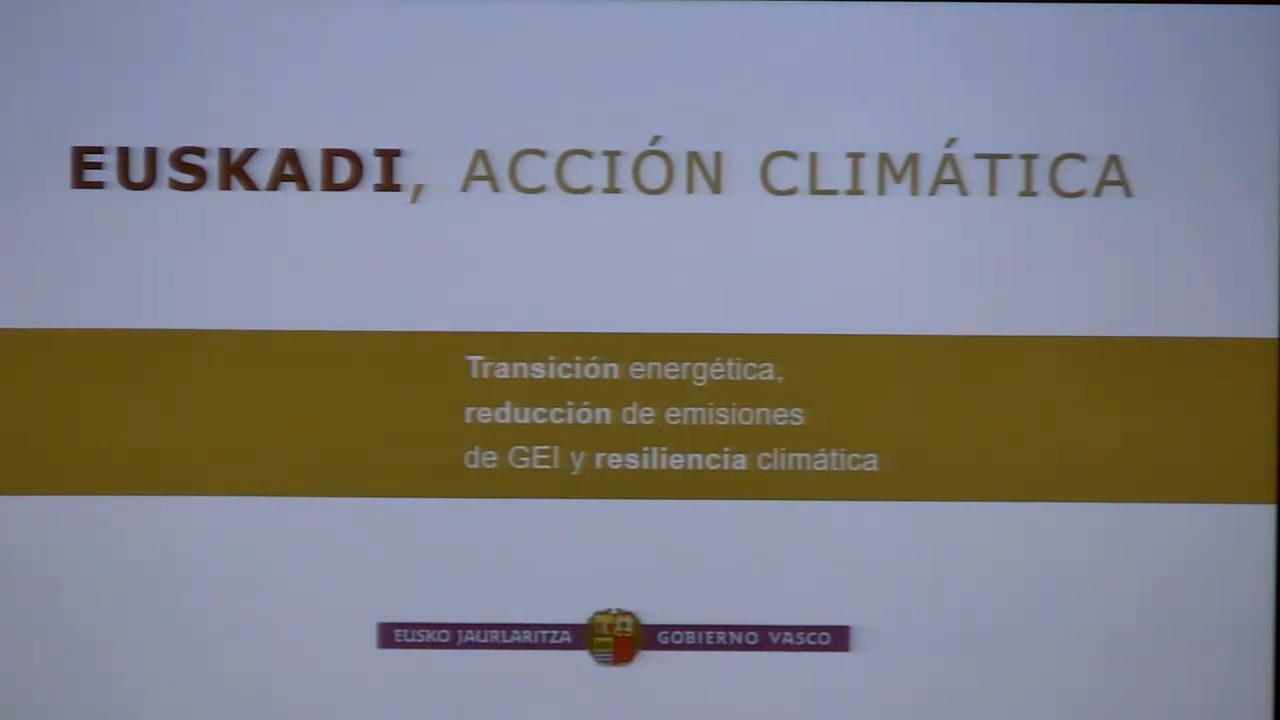 EUSKADI, ACCIÓN CLIMÁTICA
Transición energética,
reducción de emisiones
de GEI y resiliencia climática
EUSKO JAURLARITZA GOBIERNO VASCO